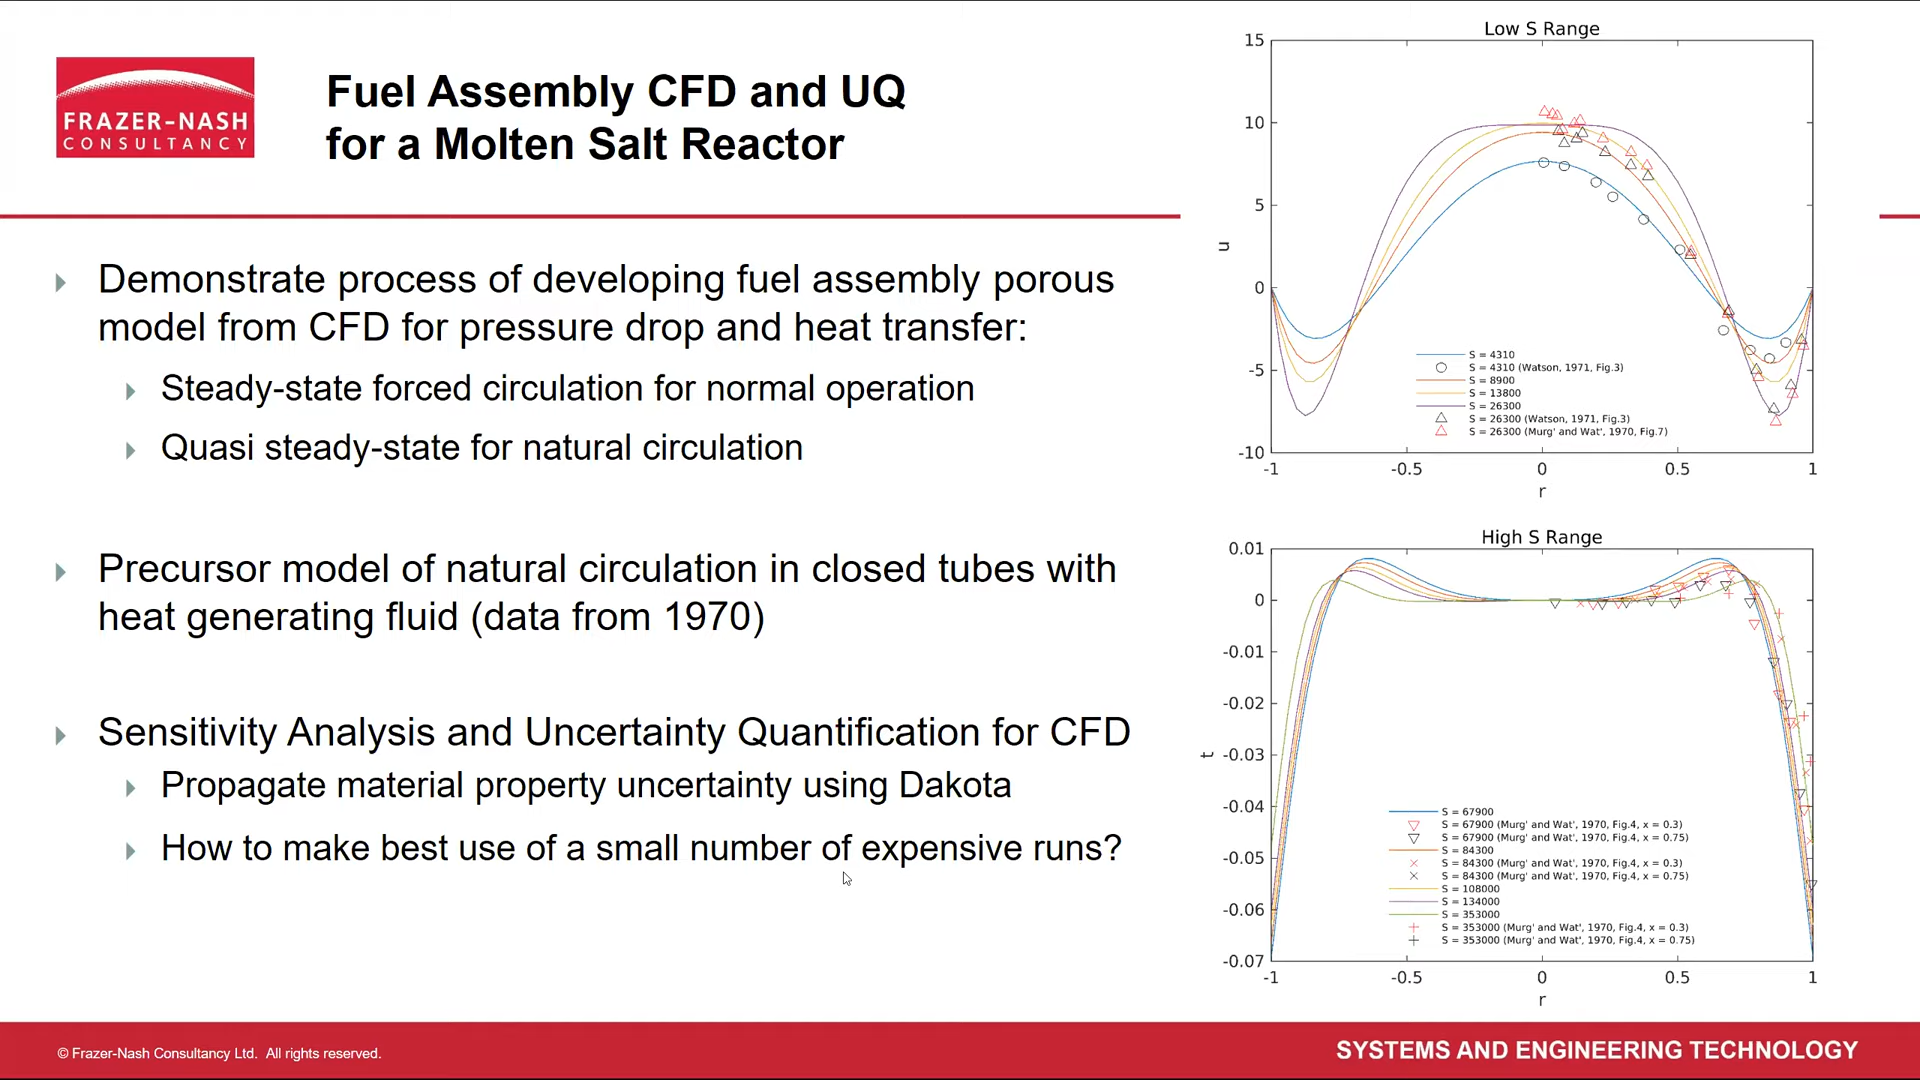 FRAZER-NASH
CONSULTANCY
Fuel Assembly CFD and UQ
for a Molten Salt Reactor
Demonstrate process of developing fuel assembly porous
model from CFD for pressure drop and heat transfer:
Steady-state forced circulation for normal operation
Quasi steady-state for natural circulation
Precursor model of natural circulation in closed tubes with
heat generating fluid (data from 1970)
Sensitivity Analysis and Uncertainty Quantification for CFD
Propagate material property uncertainty using Dakota
How to make best use of a small number of expensive runs?
Low S Range
15
10
5
0
-5
-10
u
S = 4310
S = 4310 (Watson, 1971, Fig.3)
S = 8900
S = 13800
S = 26300
S = 26300 (Watson, 1971, Fig.3)
S = 26300 (Murg' and Wat', 1970, Fig.7)
-1 -0.5 0 0.5 1
r
High S Range
0.01
0
-0.01
-0.02
-0.03
-0.04
-0.05
-0.06
-0.07
t
S = 67900
S = 67900 (Murg' and Wat', 1970, Fig.4, x = 0.3)
S = 67900 (Murg' and Wat', 1970, Fig.4, x = 0.75)
S = 84300
S = 84300 (Murg' and Wat', 1970, Fig.4, x = 0.3)
S = 84300 (Murg' and Wat', 1970, Fig.4, x = 0.75)
S = 108000
S = 134000
S = 353000
S = 353000 (Murg' and Wat', 1970, Fig.4, x = 0.3)
S = 353000 (Murg' and Wat', 1970, Fig.4, x = 0.75)
-1 -0.5 0 0.5 1
r
© Frazer-Nash Consultancy Ltd. All rights reserved.
SYSTEMS AND ENGINEERING TECHNOLOGY